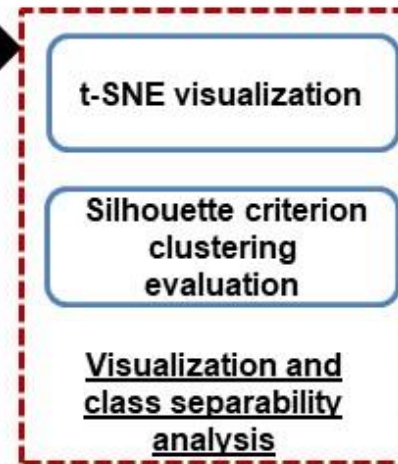 t-SNE visualization
Silhouette criterion
clustering
evaluation
Visualization and
class separability
analysis